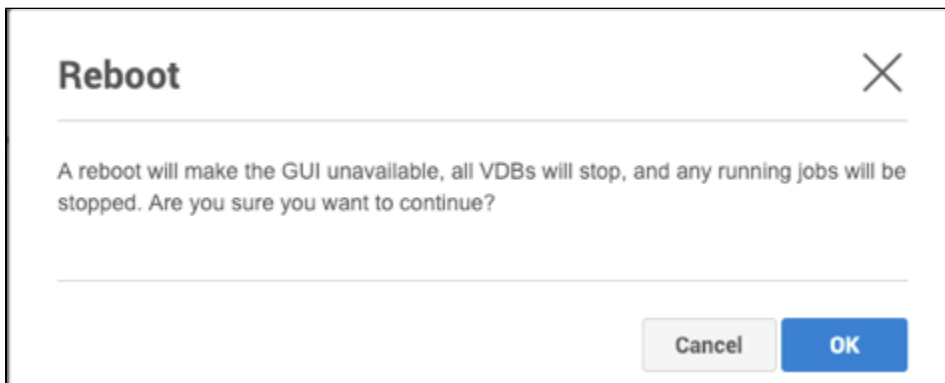 Reboot
A reboot will make the GUI unavailable, all VDBs will stop, and any running jobs will be
stopped. Are you sure you want to continue?
Cancel OK